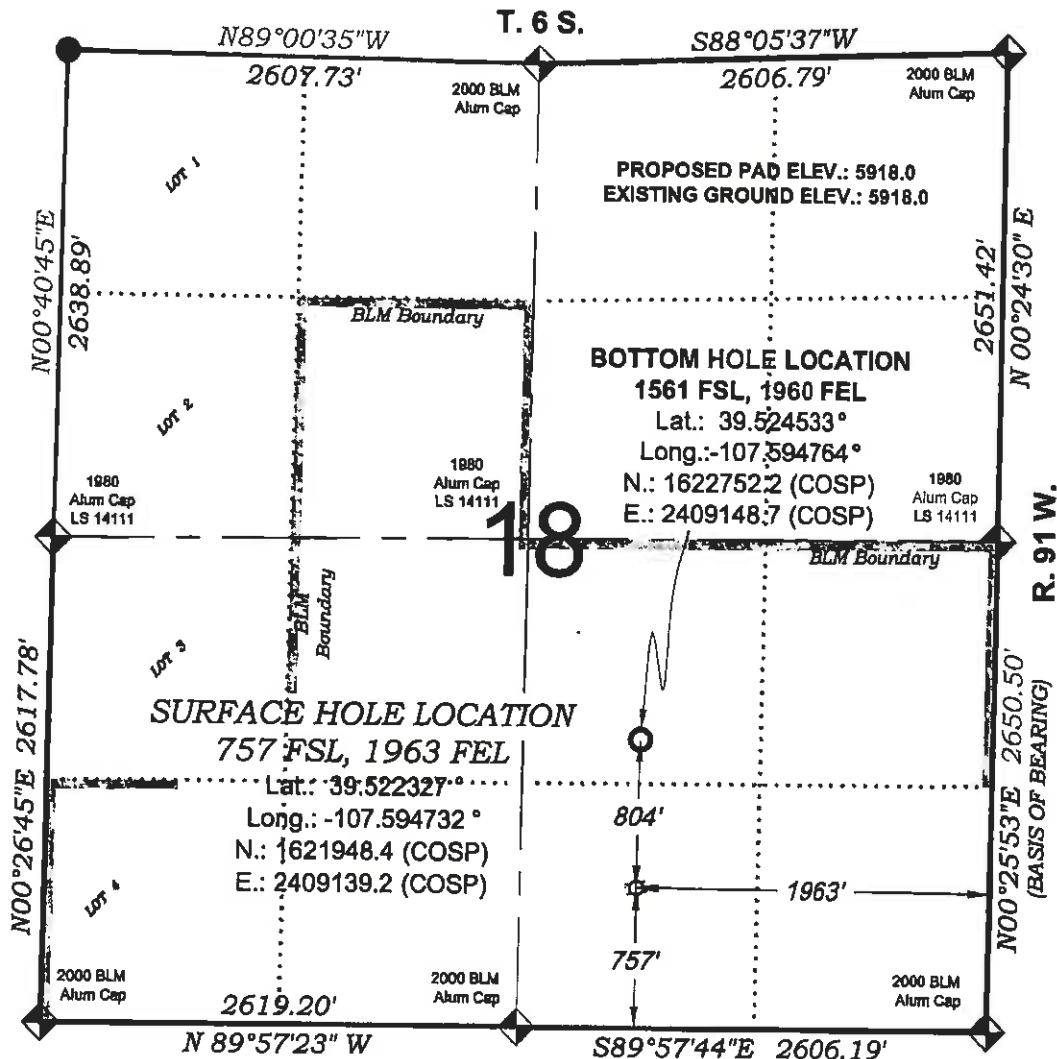 T. 6 S.
N89°00'35"W
S88°05'37"W
2607.73'
2606.79'
2000 BLM
Alum Cap
2000 BLM
Alum Cap
LOT 1
PROPOSED PAD ELEV.: 5918.0
EXISTING GROUND ELEV.: 5918.0
N00°40'45"E
2638.89'
2651.42'
N 00°24'30" E
BLM Boundary
BOTTOM HOLE LOCATION
1561 FSL, 1960 FEL
Lat.: 39.524533°
Long.:-107.594764°
N.: 1622752.2 (COSP)
E.: 2409148.7 (COSP)
LOT 2
1980
Alum Cap
LS 14111
1980
Alum Cap
LS 14111
1980
Alum Cap
LS 14111
18
R. 91 W.
BLM Boundary
BLM
Boundary
LOT 3
N00°26'45"E 2617.78'
SURFACE HOLE LOCATION
757 FSL, 1963 FEL
Lat.: 39.522327°
Long.: -107.594732 °
N.: 1621948.4 (COSP)
E.: 2409139.2 (COSP)
804'
1963'
757'
N00°25'53"E 2650.50'
(BASIS OF BEARING)
LOT 4
2000 BLM
Alum Cap
2000 BLM
Alum Cap
2000 BLM
Alum Cap
2619.20'
N 89°57'23" W
S89°57'44"E 2606.19'